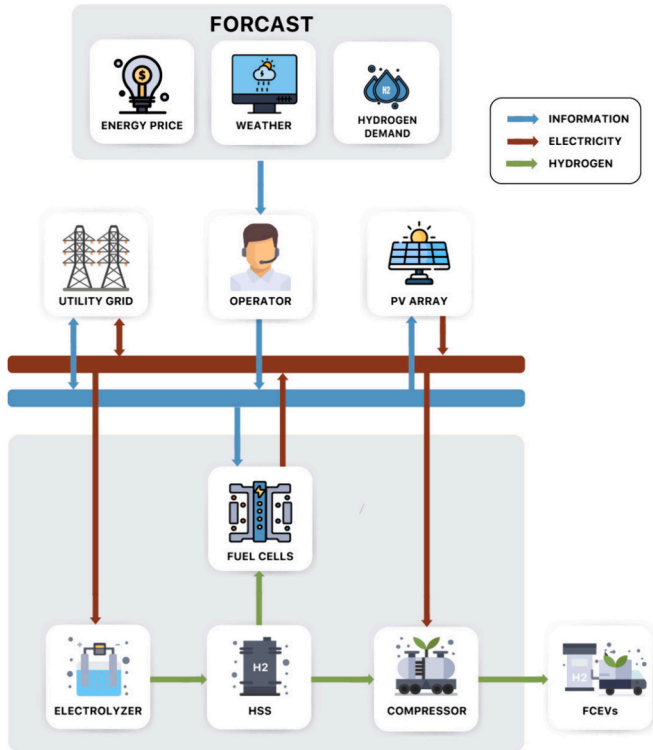 FORCAST
ENERGY PRICE
WEATHER
H2
HYDROGEN
DEMAND
INFORMATION
ELECTRICITY
HYDROGEN
UTILITY GRID
OPERATOR
PV ARRAY
FUEL CELLS
H2
H2
ELECTROLYZER
HSS
COMPRESSOR
FCEVs